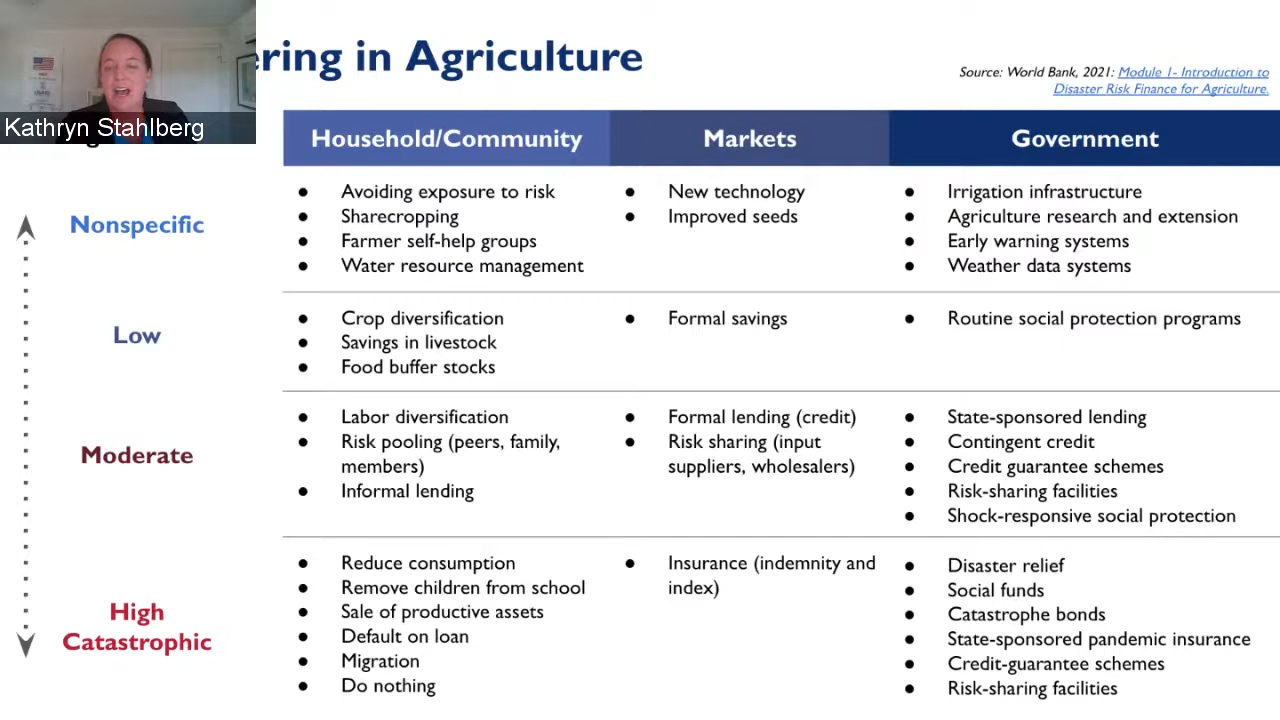 ering in Agriculture
Source: World Bank, 2021: Module 1- Introduction to
Disaster Risk Finance for Agriculture.
Kathryn Stahlberg
Household/Community
Markets
Government
Nonspecific
● Avoiding exposure to risk
● Sharecropping
● Farmer self-help groups
● Water resource management
● New technology
● Improved seeds
● Irrigation infrastructure
● Agriculture research and extension
● Early warning systems
● Weather data systems
Low
● Crop diversification
● Savings in livestock
● Food buffer stocks
● Formal savings
● Routine social protection programs
Moderate
● Labor diversification
● Risk pooling (peers, family,
members)
● Informal lending
● Formal lending (credit)
● Risk sharing (input
suppliers, wholesalers)
● State-sponsored lending
● Contingent credit
● Credit guarantee schemes
● Risk-sharing facilities
● Shock-responsive social protection
High
Catastrophic
● Reduce consumption
● Remove children from school
● Sale of productive assets
● Default on loan
● Migration
● Do nothing
● Insurance (indemnity and
index)
● Disaster relief
● Social funds
● Catastrophe bonds
● State-sponsored pandemic insurance
● Credit-guarantee schemes
● Risk-sharing facilities